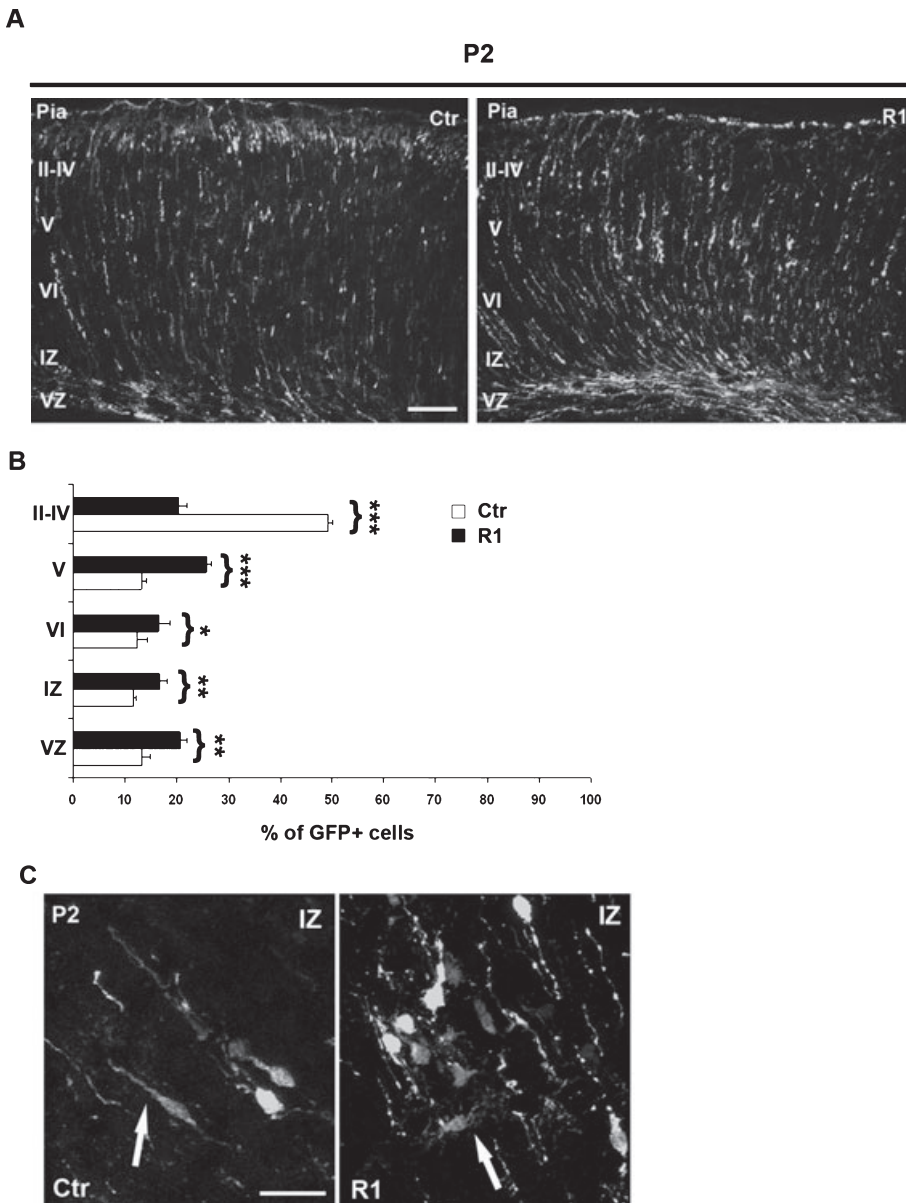 A
P2
Pia
Ctr
II-IV
V
VI
IZ
VZ
Pia
R1
II-IV
V
VI
IZ
VZ
B
II-IV
V
VI
IZ
VZ
} ***
} ***
} *
} **
} **
Ctr
R1
0 10 20 30 40 50 60 70 80 90 100
% of GFP+ cells
C
P2
IZ
Ctr
IZ
R1